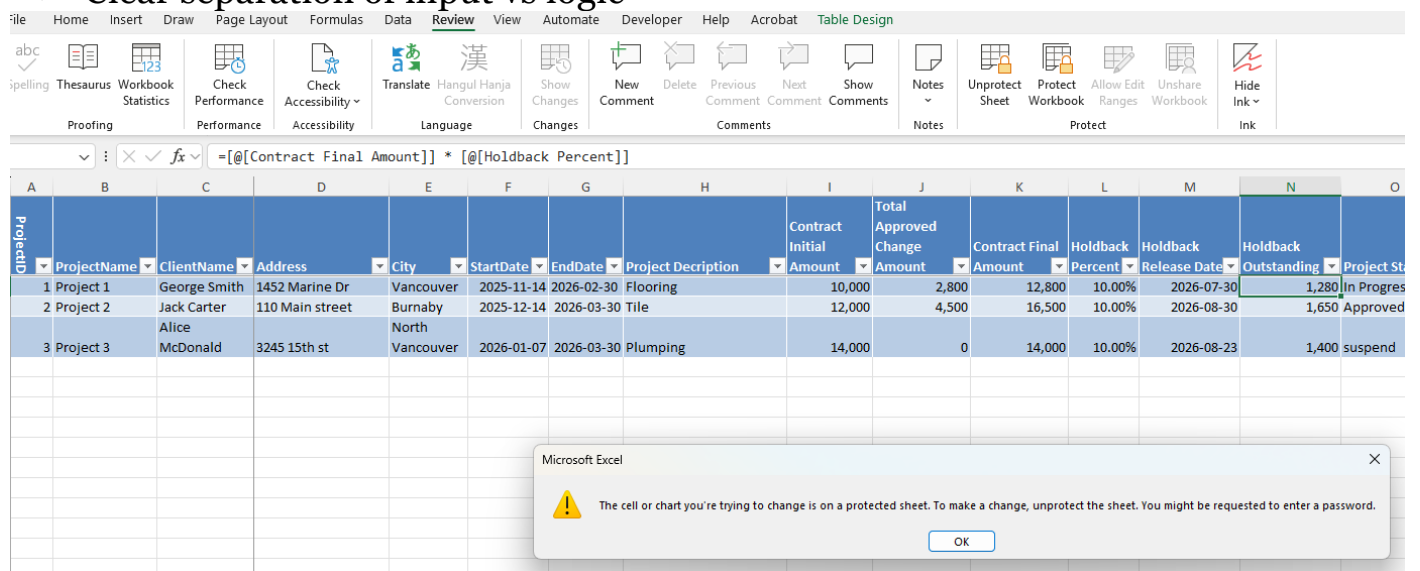 Clear separation of input vs logic
File Home Insert Draw Page Layout Formulas Data Review View Automate Developer Help Acrobat Table Design
abc 123
Spelling Thesaurus Workbook Statistics Check Performance Check Accessibility Translate Hangul Hanja Conversion Show Changes New Comment Delete Previous Comment Next Comment Show Comments Notes Unprotect Sheet Protect Workbook Allow Edit Ranges Unshare Workbook Hide Ink
Proofing Performance Accessibility Language Changes Comments Notes Protect Ink
fx =[@[Contract Final Amount]] * [@[Holdback Percent]]
A B C D E F G H I J K L M N O
ProjectID ProjectName ClientName Address City StartDate EndDate Project Decription Contract Initial Amount Total Approved Change Amount Contract Final Amount Holdback Percent Holdback Release Date Holdback Outstanding Project Sta
1 Project 1 George Smith 1452 Marine Dr Vancouver 2025-11-14 2026-02-30 Flooring 10,000 2,800 12,800 10.00% 2026-07-30 1,280 In Progres
2 Project 2 Jack Carter 110 Main street Burnaby 2025-12-14 2026-03-30 Tile 12,000 4,500 16,500 10.00% 2026-08-30 1,650 Approved
3 Project 3 Alice McDonald 3245 15th st North Vancouver 2026-01-07 2026-03-30 Plumping 14,000 0 14,000 10.00% 2026-08-23 1,400 suspend
Microsoft Excel
The cell or chart you're trying to change is on a protected sheet. To make a change, unprotect the sheet. You might be requested to enter a password.
OK